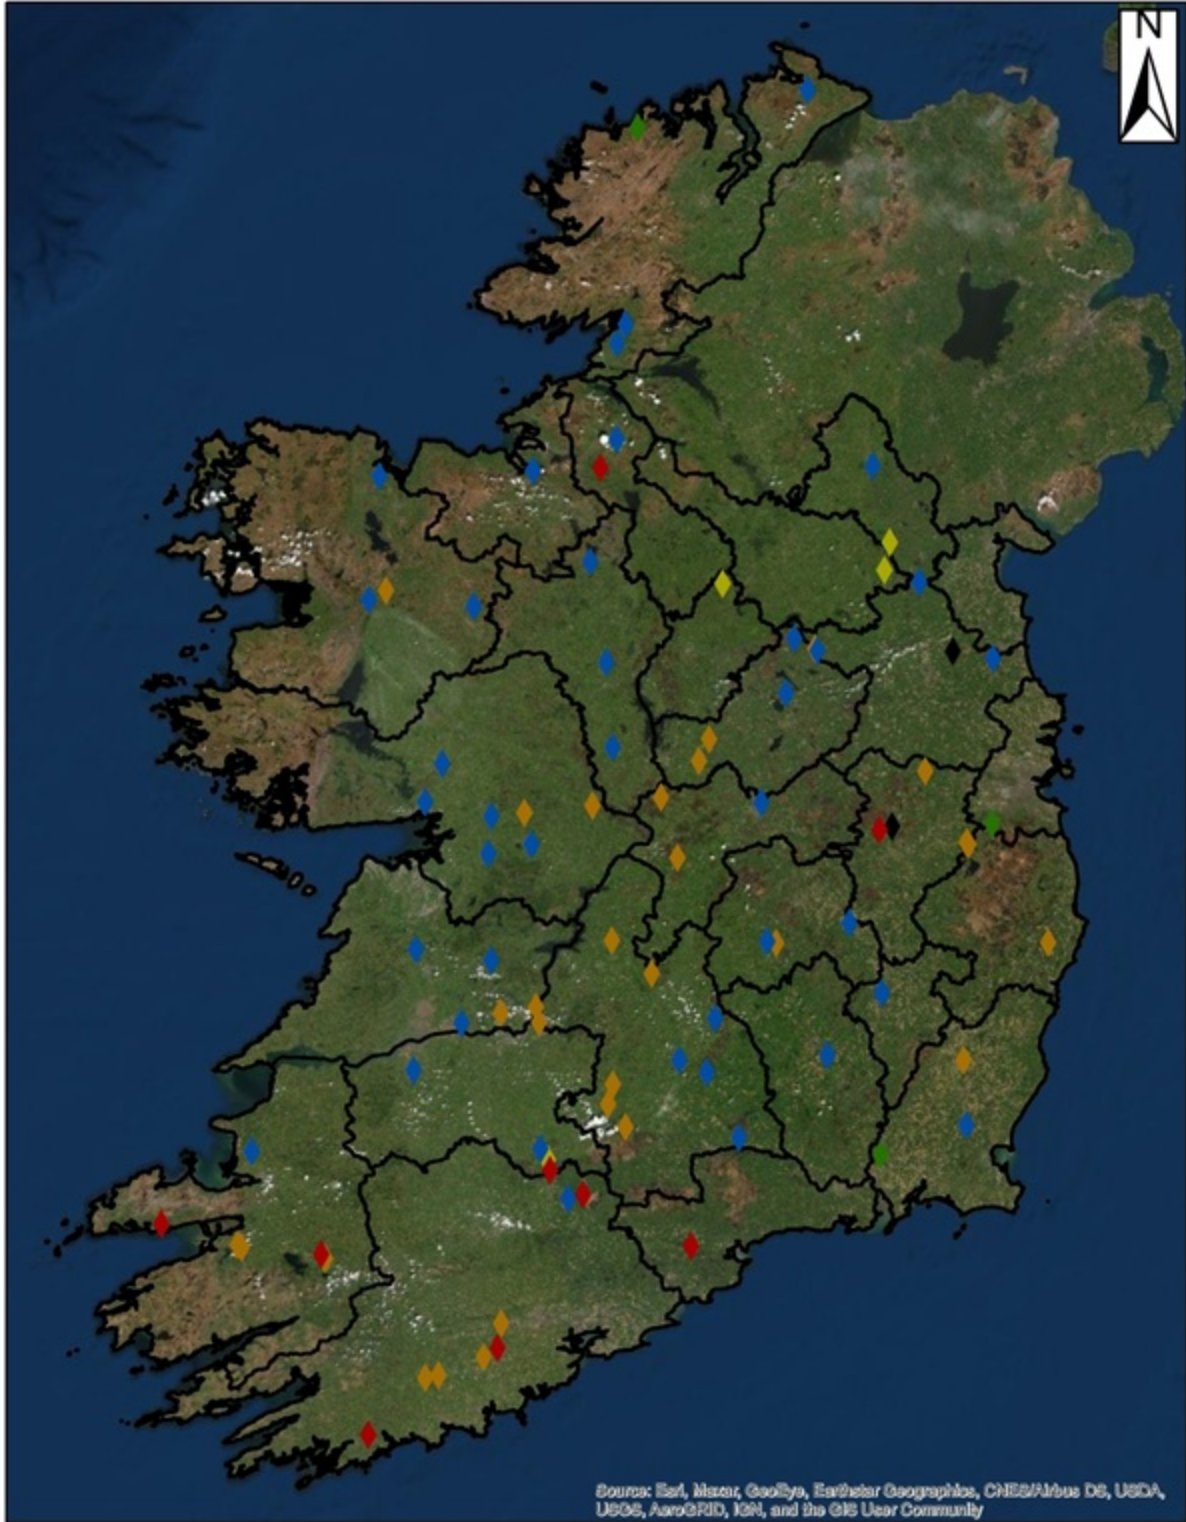 N
Source: Esri, Maxar, GeoEye, Earthstar Geographics, CNES/Airbus DS, USDA,
USGS, AeroGRID, IGN, and the GIS User Community